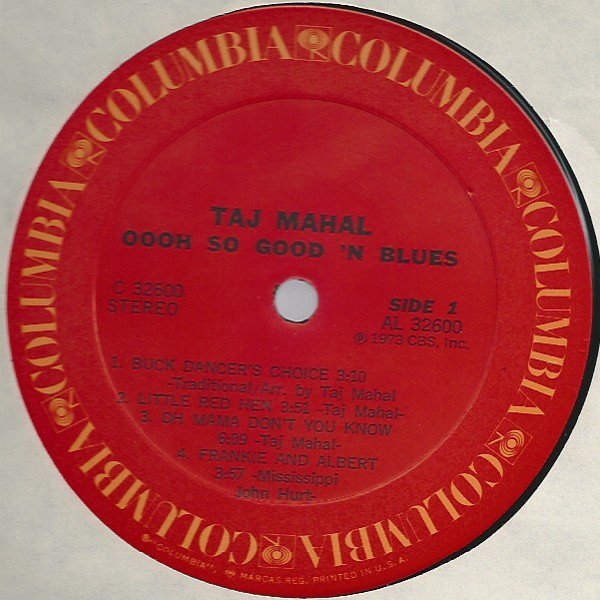 COLUMBIA COLUMBIA COLUMBIA COLUMBIA COLUMBIA COLUMBIA
TAJ MAHAL
OOOH SO GOOD 'N BLUES
C 32600
STEREO
SIDE 1
AL 32600
℗ 1973 CBS, Inc.
1. BUCK DANCER'S CHOICE 3:10
-Traditional/Arr. by Taj Mahal
2. LITTLE RED HEN 3:51 -Taj Mahal-
3. OH MAMA DON'T YOU KNOW
6:09 -Taj Mahal-
4. FRANKIE AND ALBERT
3:57 -Mississippi
John Hurt-
"COLUMBIA", MARCAS REG. PRINTED IN U.S.A.